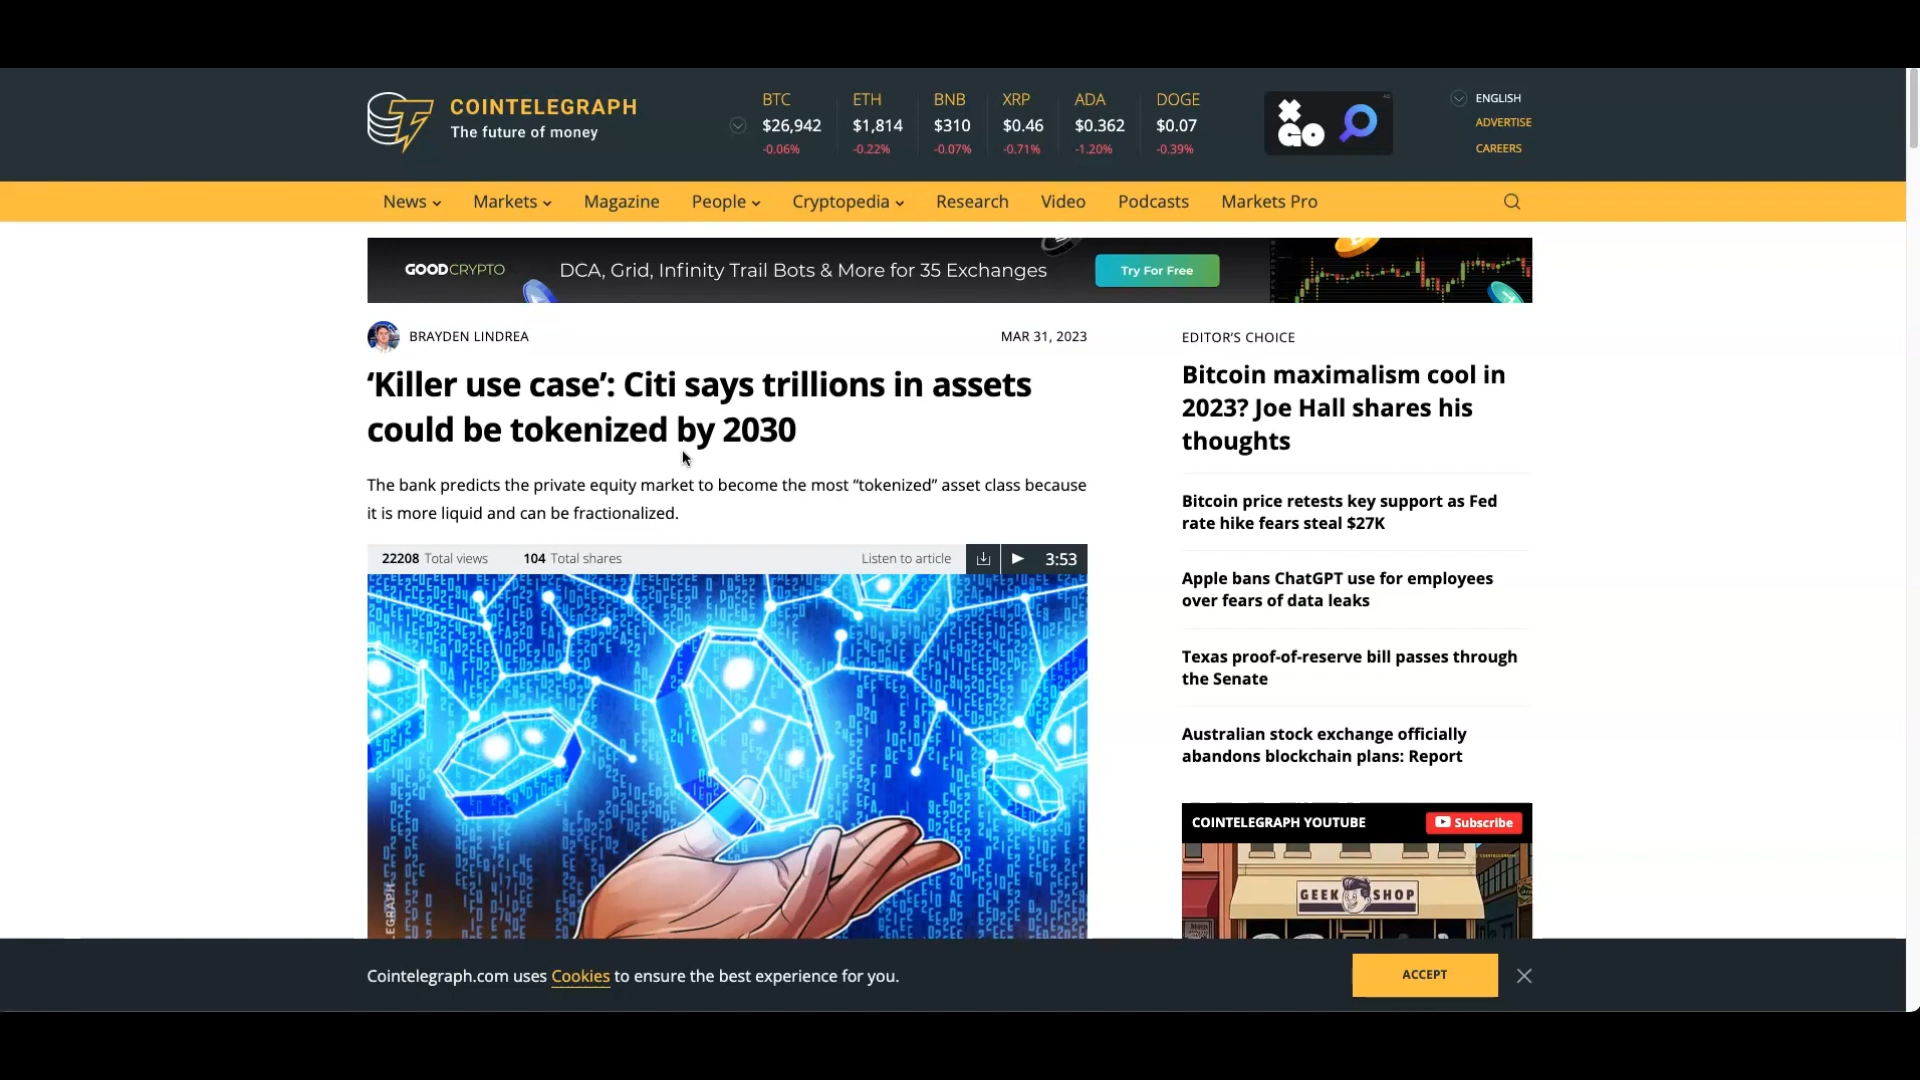 COINTELEGRAPH
The future of money
BTC
$26,942
-0.06%
ETH
$1,814
-0.22%
BNB
$310
-0.07%
XRP
$0.46
-0.71%
ADA
$0.362
-1.20%
DOGE
$0.07
-0.39%
XGO
ENGLISH
ADVERTISE
CAREERS
News
Markets
Magazine
People
Cryptopedia
Research
Video
Podcasts
Markets Pro
GOODCRYPTO
DCA, Grid, Infinity Trail Bots & More for 35 Exchanges
Try For Free
BRAYDEN LINDREA
MAR 31, 2023
‘Killer use case’: Citi says trillions in assets
could be tokenized by 2030
The bank predicts the private equity market to become the most “tokenized” asset class because
it is more liquid and can be fractionalized.
22208 Total views
104 Total shares
Listen to article
3:53
EDITOR’S CHOICE
Bitcoin maximalism cool in
2023? Joe Hall shares his
thoughts
Bitcoin price retests key support as Fed
rate hike fears steal $27K
Apple bans ChatGPT use for employees
over fears of data leaks
Texas proof-of-reserve bill passes through
the Senate
Australian stock exchange officially
abandons blockchain plans: Report
COINTELEGRAPH YOUTUBE
Subscribe
GEEK SHOP
Cointelegraph.com uses Cookies to ensure the best experience for you.
ACCEPT